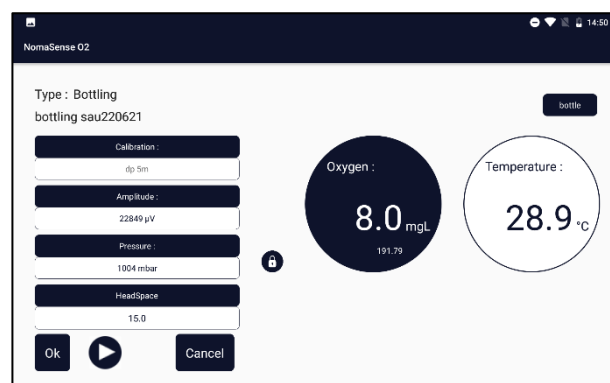 14:50
NomaSense O2
Type : Bottling
bottling sau220621
bottle
Calibration :
dp 5m
Amplitude :
22849 µV
Pressure :
1004 mbar
HeadSpace
15.0
Ok
Cancel
Oxygen :
8.0 mgL
191.79
Temperature :
28.9 °C